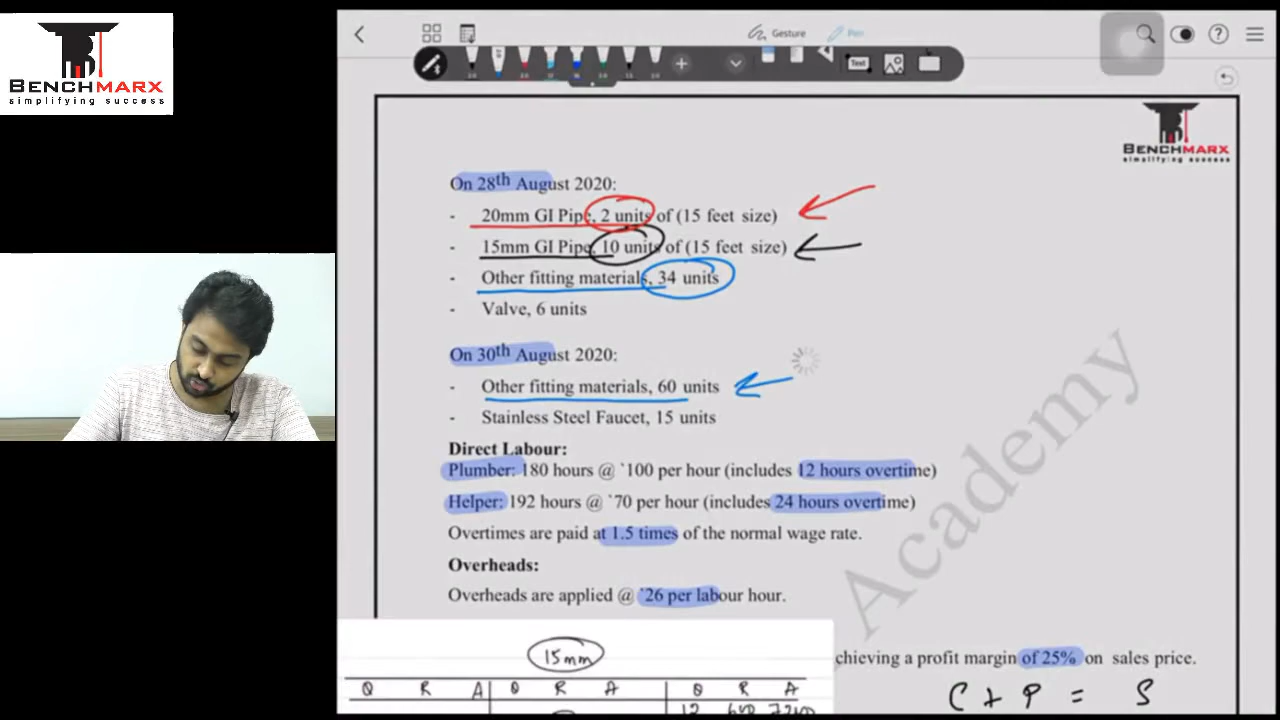 BENCHMARX
simplifying success
Gesture
Pen
Text
BENCHMARX
simplifying success
On 28th August 2020:
- 20mm GI Pipe, 2 units of (15 feet size)
- 15mm GI Pipe, 10 units of (15 feet size)
- Other fitting materials, 34 units
- Valve, 6 units
On 30th August 2020:
- Other fitting materials, 60 units
- Stainless Steel Faucet, 15 units
Direct Labour:
Plumber: 180 hours @ `100 per hour (includes 12 hours overtime)
Helper: 192 hours @ `70 per hour (includes 24 hours overtime)
Overtimes are paid at 1.5 times of the normal wage rate.
Overheads:
Overheads are applied @ `26 per labour hour.
chieving a profit margin of 25% on sales price.
C + P = S
15mm
Q R A Q R A Q R A
12
Academy